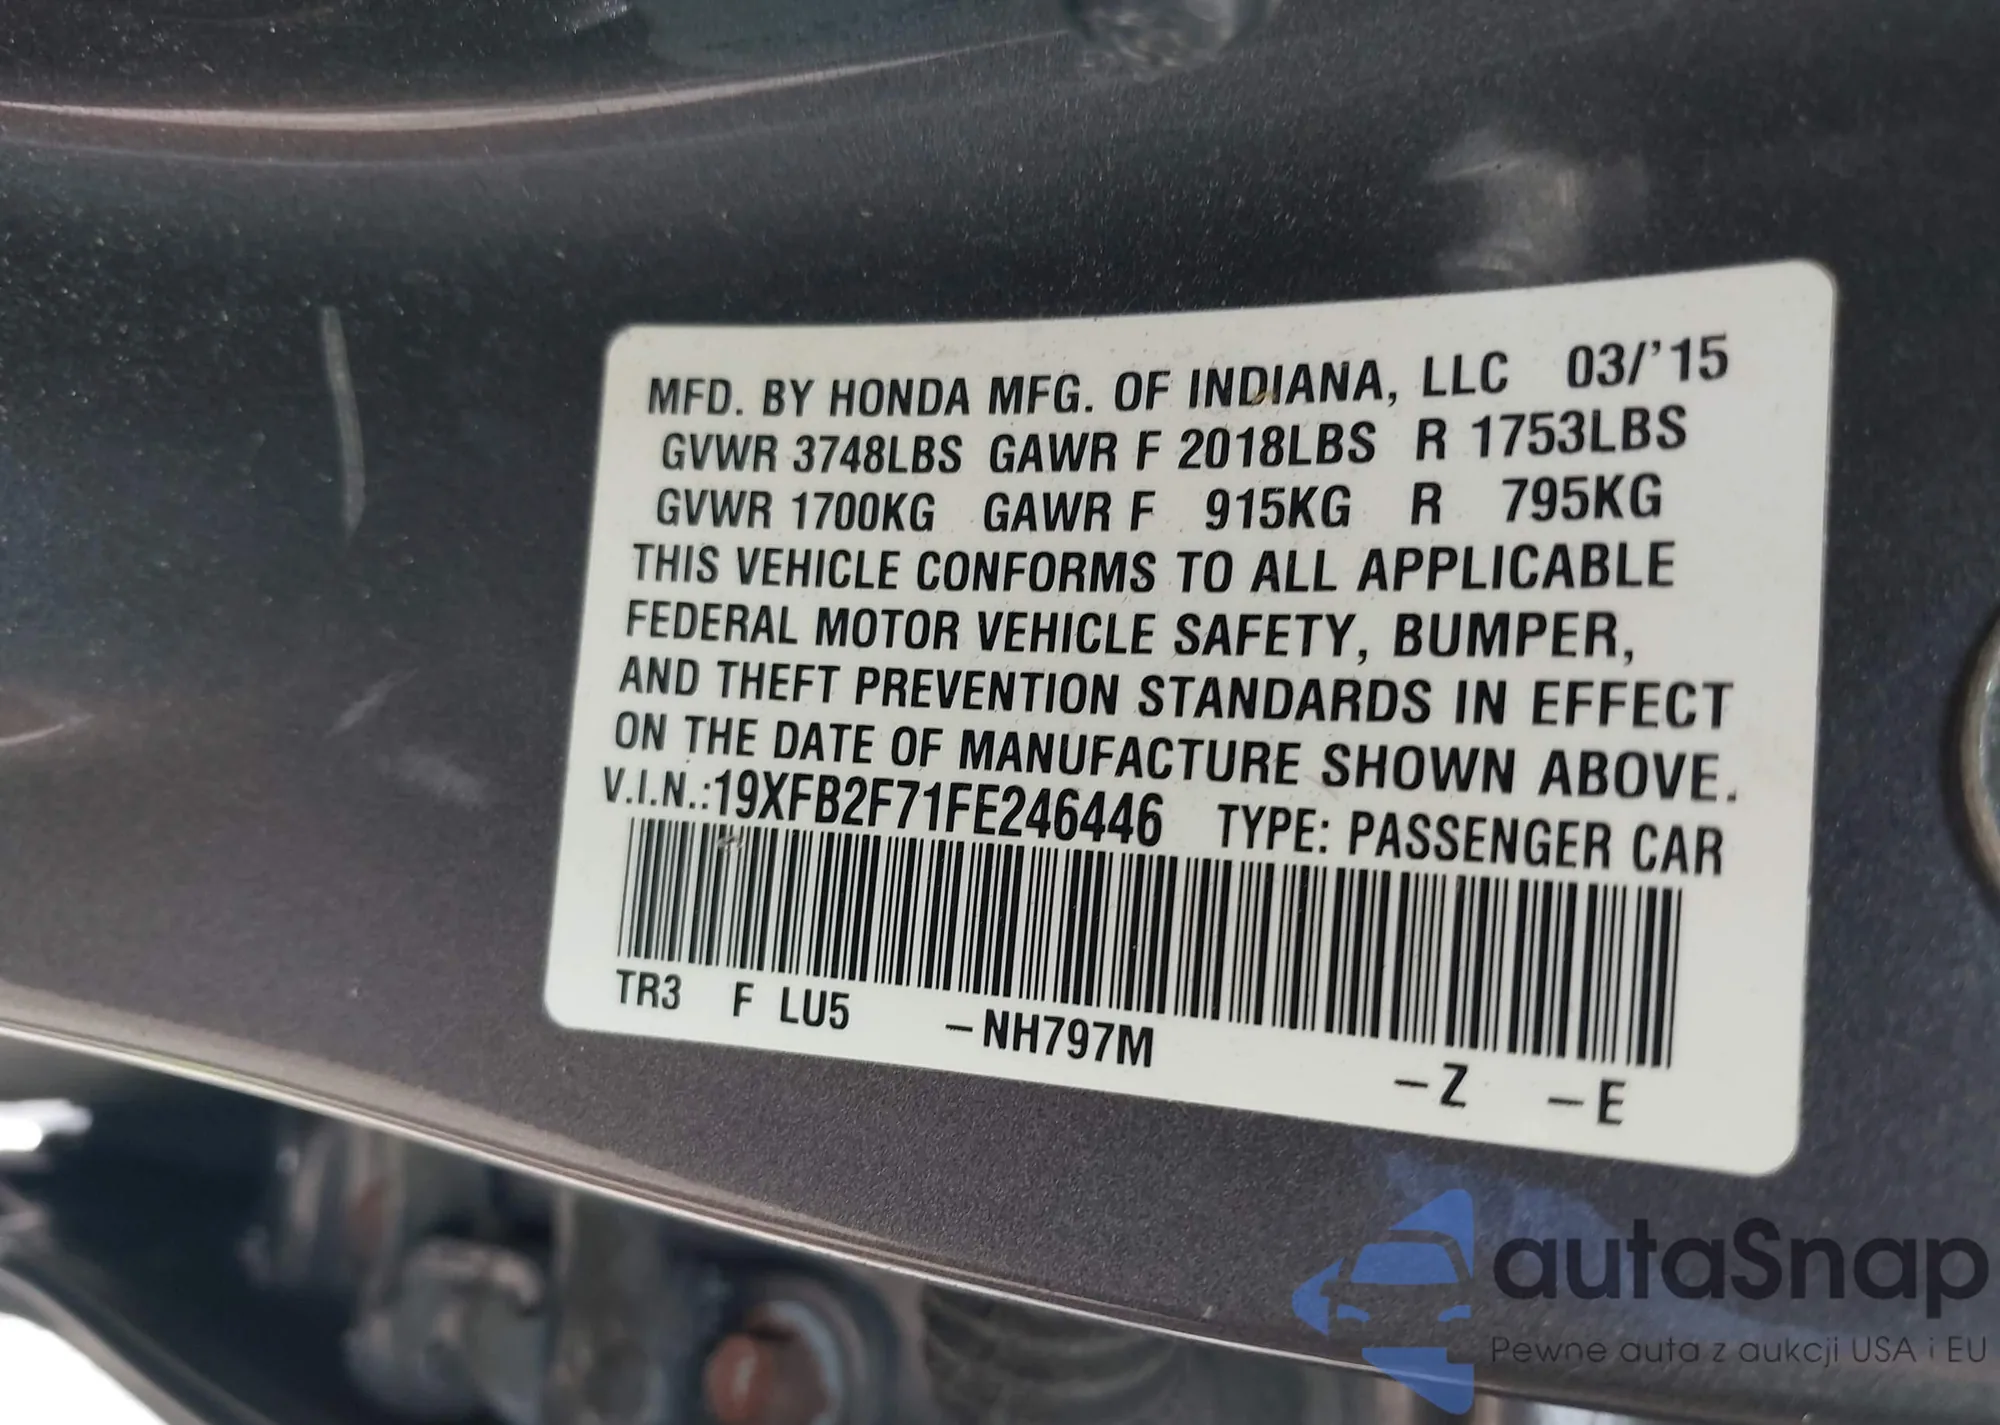 MFD. BY HONDA MFG. OF INDIANA, LLC 03/'15
GVWR 3748LBS GAWR F 2018LBS R 1753LBS
GVWR 1700KG GAWR F 915KG R 795KG
THIS VEHICLE CONFORMS TO ALL APPLICABLE
FEDERAL MOTOR VEHICLE SAFETY, BUMPER,
AND THEFT PREVENTION STANDARDS IN EFFECT
ON THE DATE OF MANUFACTURE SHOWN ABOVE.
V.I.N.:19XFB2F71FE246446 TYPE: PASSENGER CAR
TR3 F LU5 -NH797M -Z -E
autaSnap
Pewne auta z aukcji USA i EU